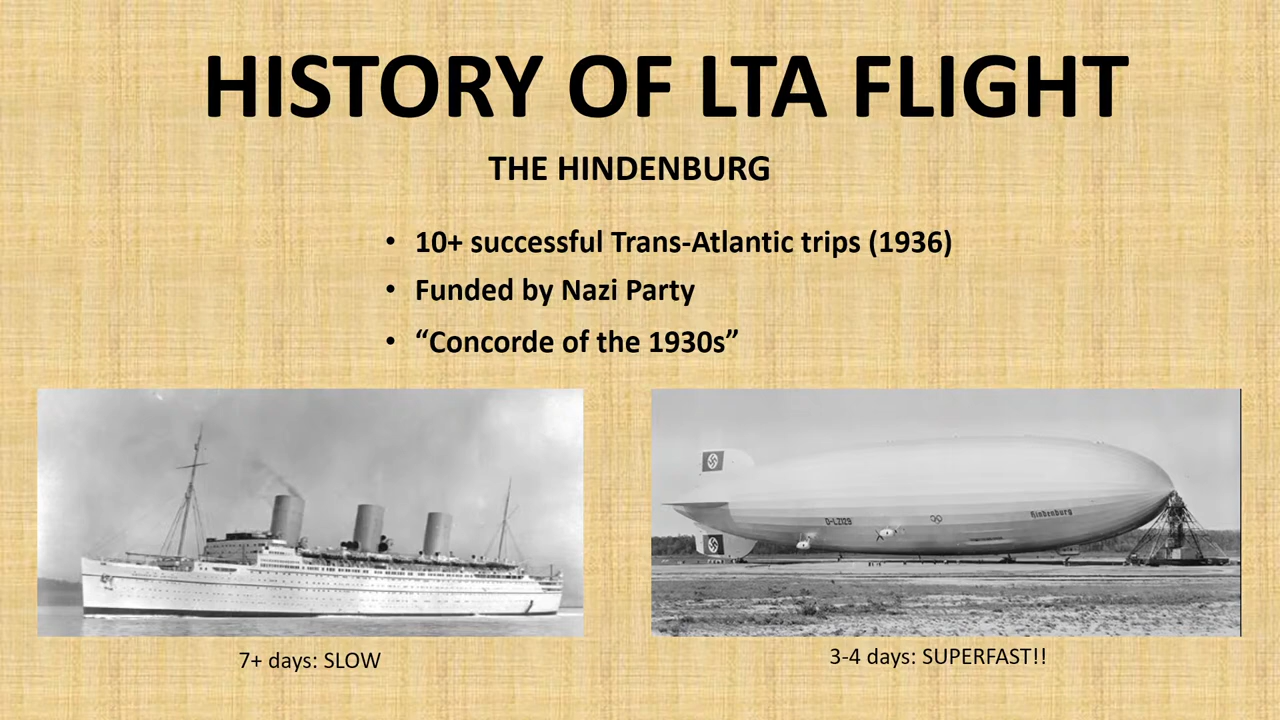 HISTORY OF LTA FLIGHT
THE HINDENBURG
• 10+ successful Trans-Atlantic trips (1936)
• Funded by Nazi Party
• “Concorde of the 1930s”
D-LZ129
Hindenburg
7+ days: SLOW
3-4 days: SUPERFAST!!